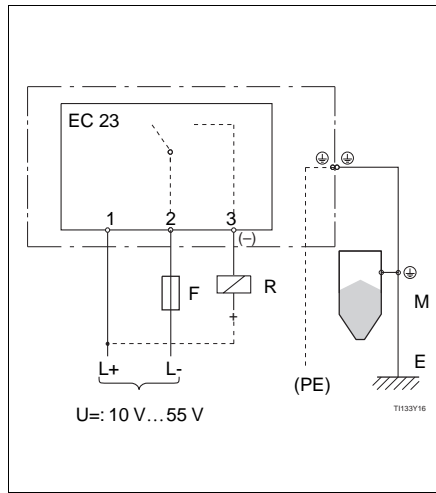 EC 23
1 2 3
(–)
F
R
+
M
L+ L-
(PE)
E
U=: 10 V...55 V
TI133Y16